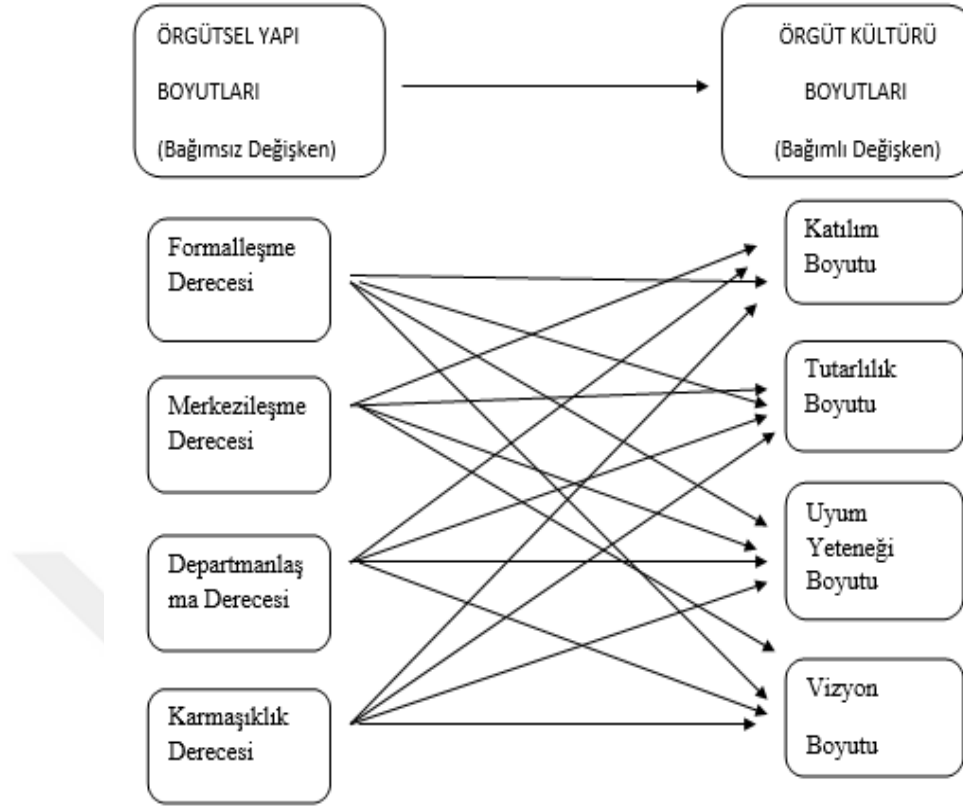 ÖRGÜTSEL YAPI
BOYUTLARI
(Bağımsız Değişken)
ÖRGÜT KÜLTÜRÜ
BOYUTLARI
(Bağımlı Değişken)
Formalleşme
Derecesi
Merkezileşme
Derecesi
Departmanlaş
ma Derecesi
Karmaşıklık
Derecesi
Katılım
Boyutu
Tutarlılık
Boyutu
Uyum
Yeteneği
Boyutu
Vizyon
Boyutu